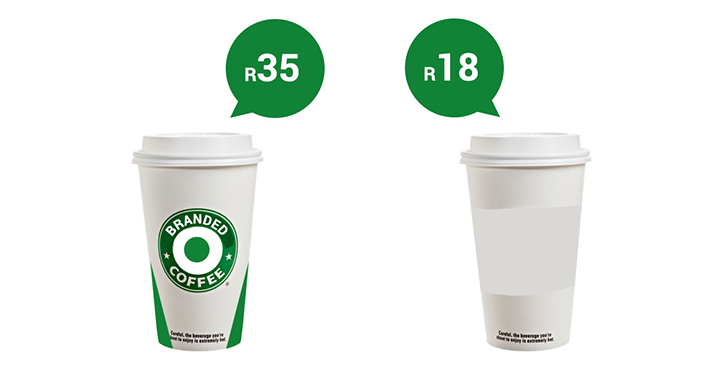 R35
R18
BRANDED
COFFEE
®
Careful, the beverage you're
about to enjoy is extremely hot.
Careful, the beverage you're
about to enjoy is extremely hot.